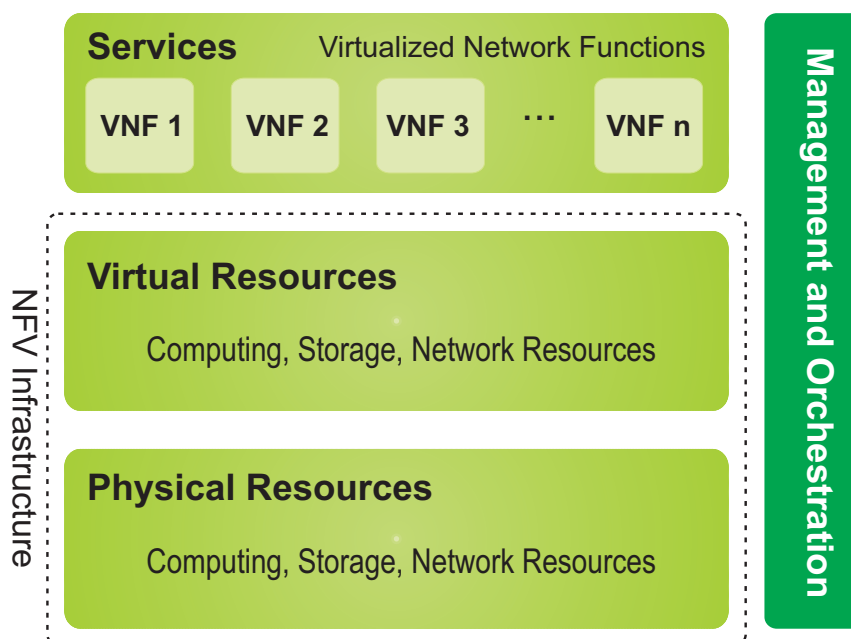 Services
Virtualized Network Functions
VNF 1
VNF 2
VNF 3
...
VNF n
NFV Infrastructure
Virtual Resources
Computing, Storage, Network Resources
Physical Resources
Computing, Storage, Network Resources
Management and Orchestration